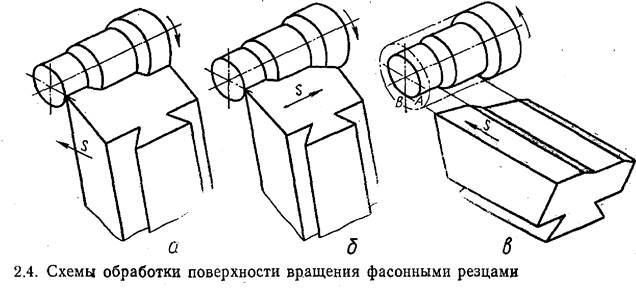 S
S
B A
S
а
б
в
2.4. Схемы обработки поверхности вращения фасонными резцами